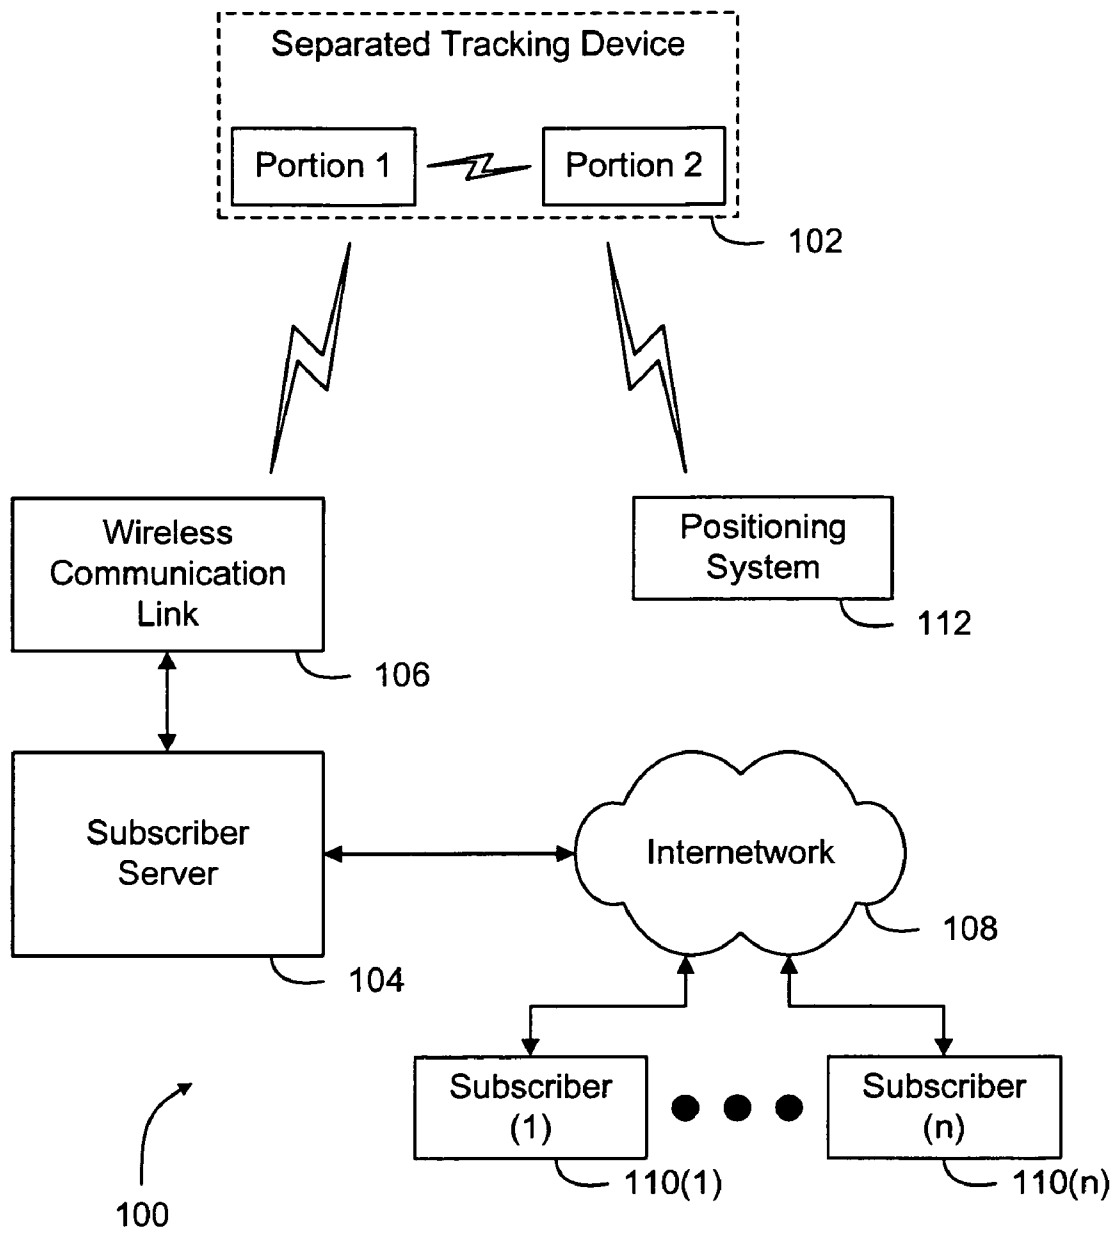 Separated Tracking Device
Portion 1
Portion 2
102
Wireless
Communication
Link
106
Positioning
System
112
Subscriber
Server
104
Internetwork
108
Subscriber
(1)
110(1)
Subscriber
(n)
110(n)
100